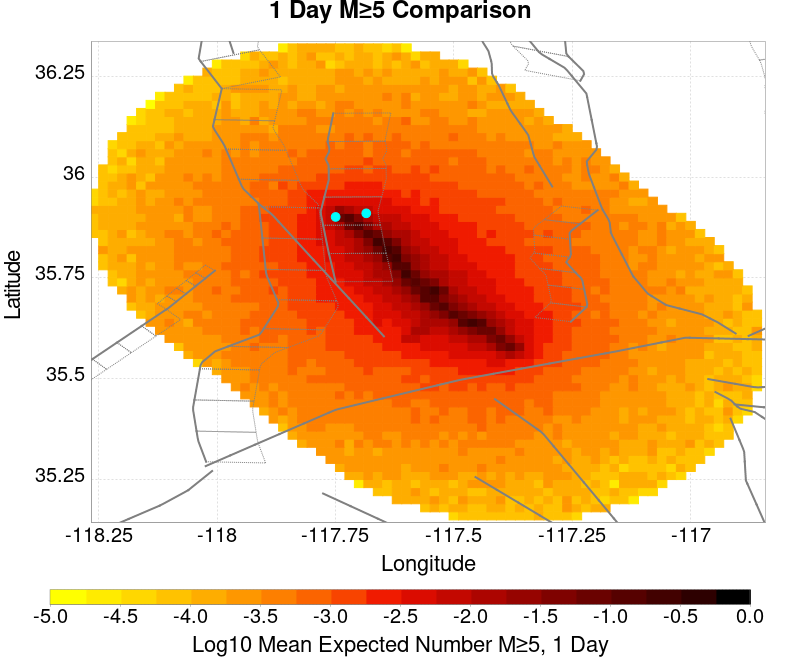 1 Day M≥5 Comparison
36.25
36
35.75
35.5
35.25
Latitude
-118.25 -118 -117.75 -117.5 -117.25 -117
Longitude
-5.0 -4.5 -4.0 -3.5 -3.0 -2.5 -2.0 -1.5 -1.0 -0.5 0.0
Log10 Mean Expected Number M≥5, 1 Day